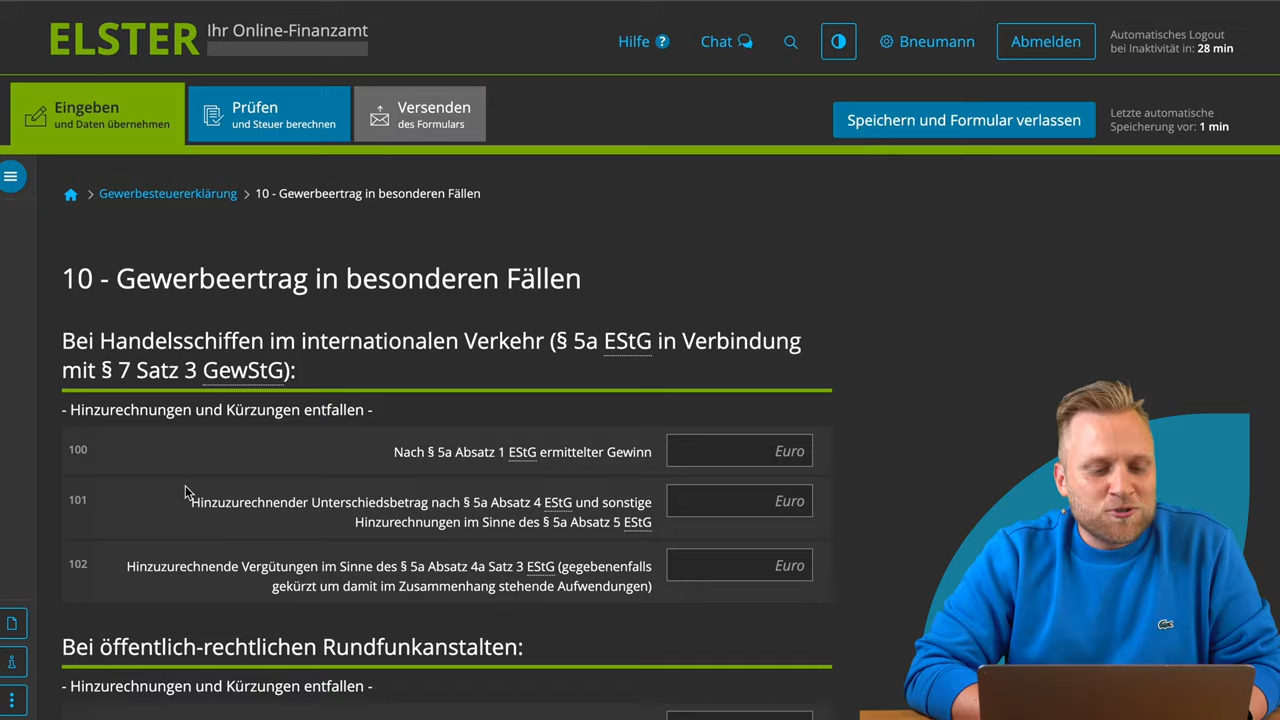 ELSTER
Ihr Online-Finanzamt
Hilfe ?
Chat
Bneumann
Abmelden
Automatisches Logout
bei Inaktivität in: 28 min
Eingeben
und Daten übernehmen
Prüfen
und Steuer berechnen
Versenden
des Formulars
Speichern und Formular verlassen
Letzte automatische
Speicherung vor: 1 min
Gewerbesteuererklärung > 10 - Gewerbeertrag in besonderen Fällen
10 - Gewerbeertrag in besonderen Fällen
Bei Handelsschiffen im internationalen Verkehr (§ 5a EStG in Verbindung
mit § 7 Satz 3 GewStG):
- Hinzurechnungen und Kürzungen entfallen -
100 Nach § 5a Absatz 1 EStG ermittelter Gewinn Euro
101 Hinzuzurechnender Unterschiedsbetrag nach § 5a Absatz 4 EStG und sonstige Euro
Hinzurechnungen im Sinne des § 5a Absatz 5 EStG
102 Hinzuzurechnende Vergütungen im Sinne des § 5a Absatz 4a Satz 3 EStG (gegebenenfalls Euro
gekürzt um damit im Zusammenhang stehende Aufwendungen)
Bei öffentlich-rechtlichen Rundfunkanstalten:
- Hinzurechnungen und Kürzungen entfallen -